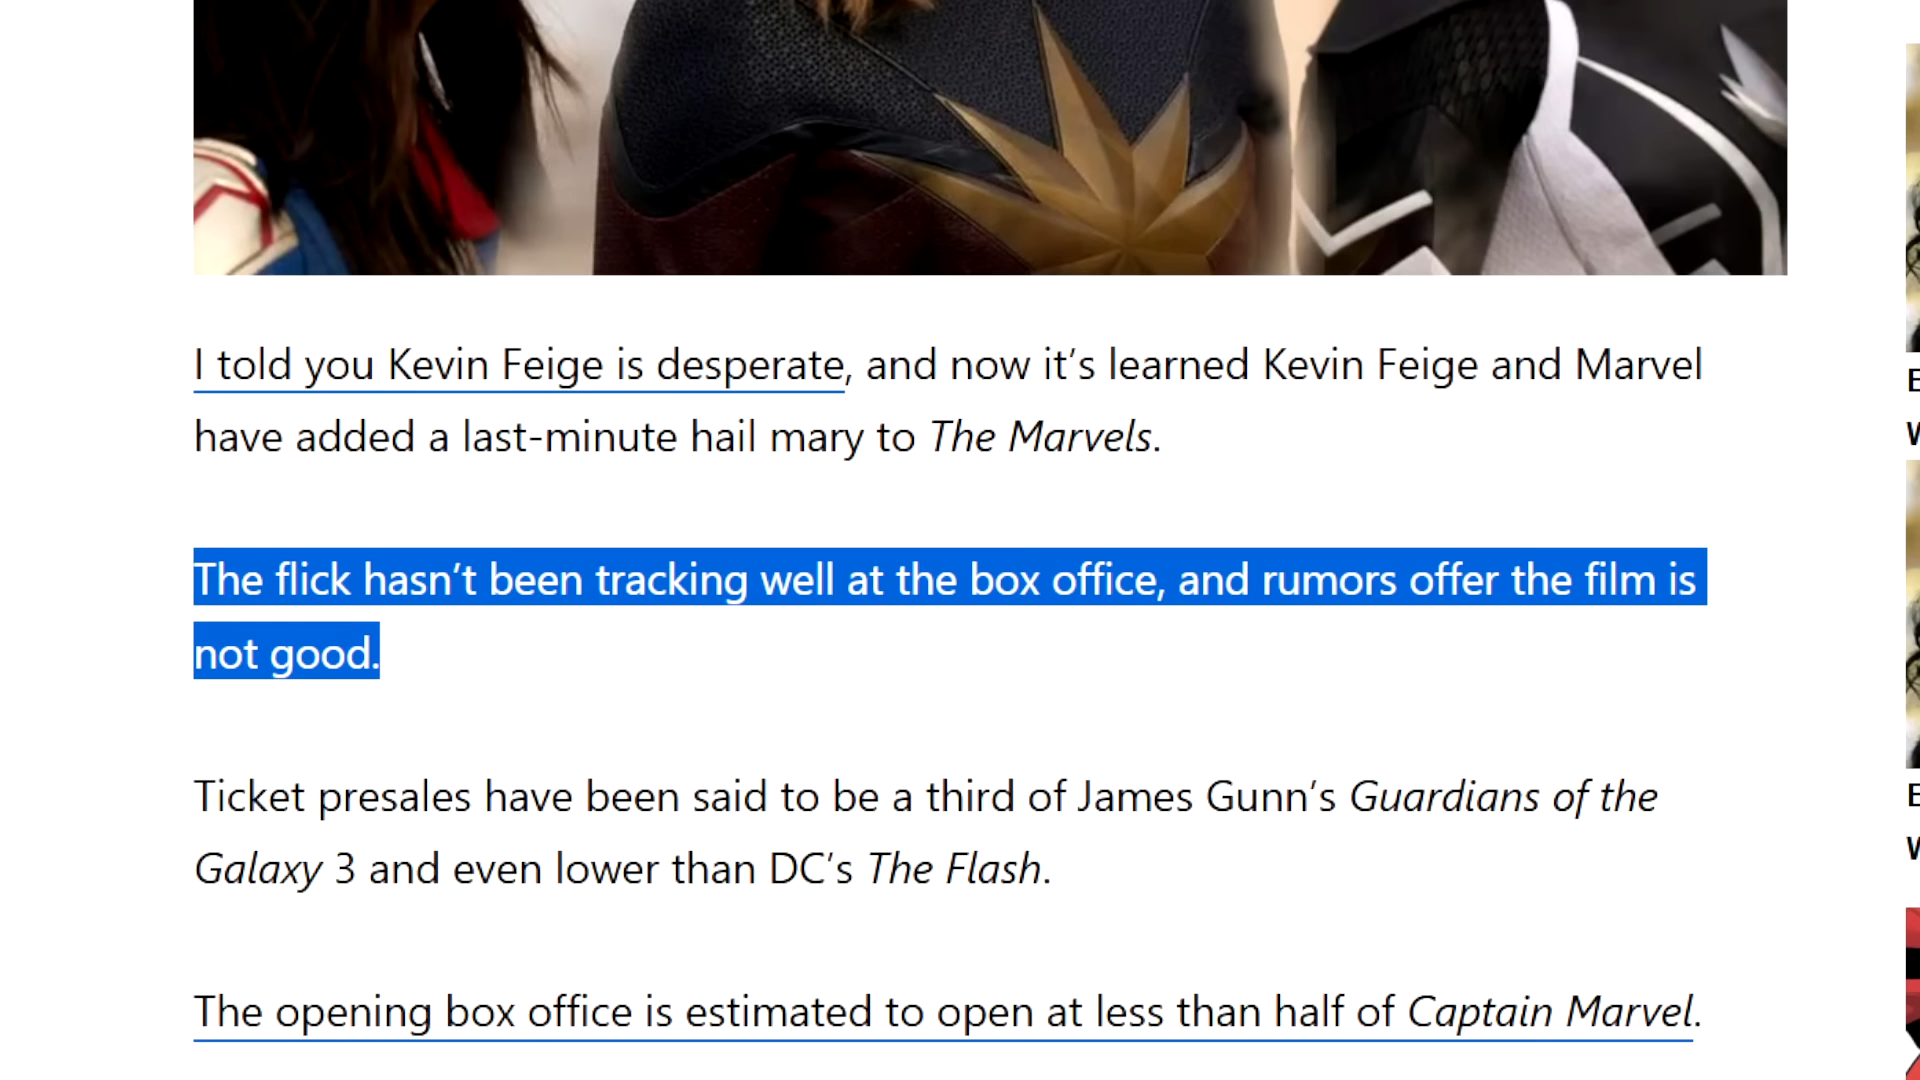 I told you Kevin Feige is desperate, and now it’s learned Kevin Feige and Marvel
have added a last-minute hail mary to The Marvels.
The flick hasn’t been tracking well at the box office, and rumors offer the film is
not good.
Ticket presales have been said to be a third of James Gunn’s Guardians of the
Galaxy 3 and even lower than DC’s The Flash.
The opening box office is estimated to open at less than half of Captain Marvel.